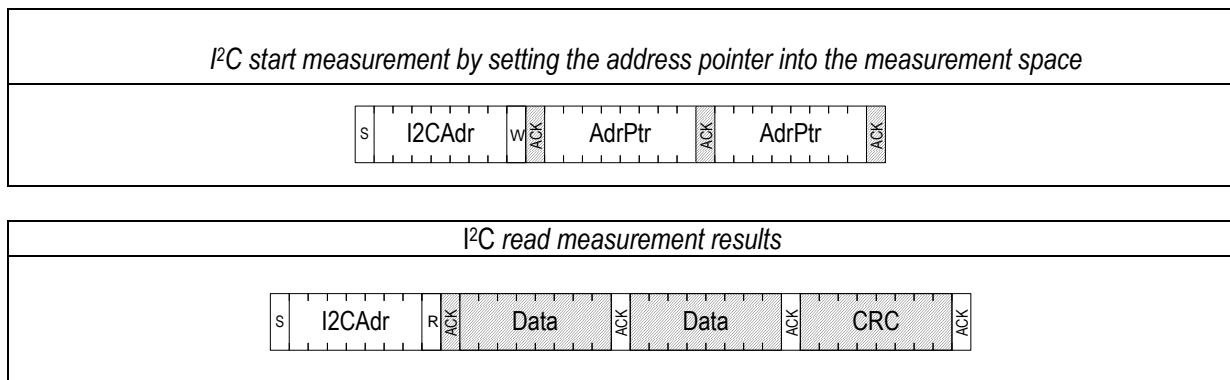 I²C start measurement by setting the address pointer into the measurement space
S I2CAdr W ACK AdrPtr ACK AdrPtr ACK
I²C read measurement results
S I2CAdr R ACK Data ACK Data ACK CRC ACK